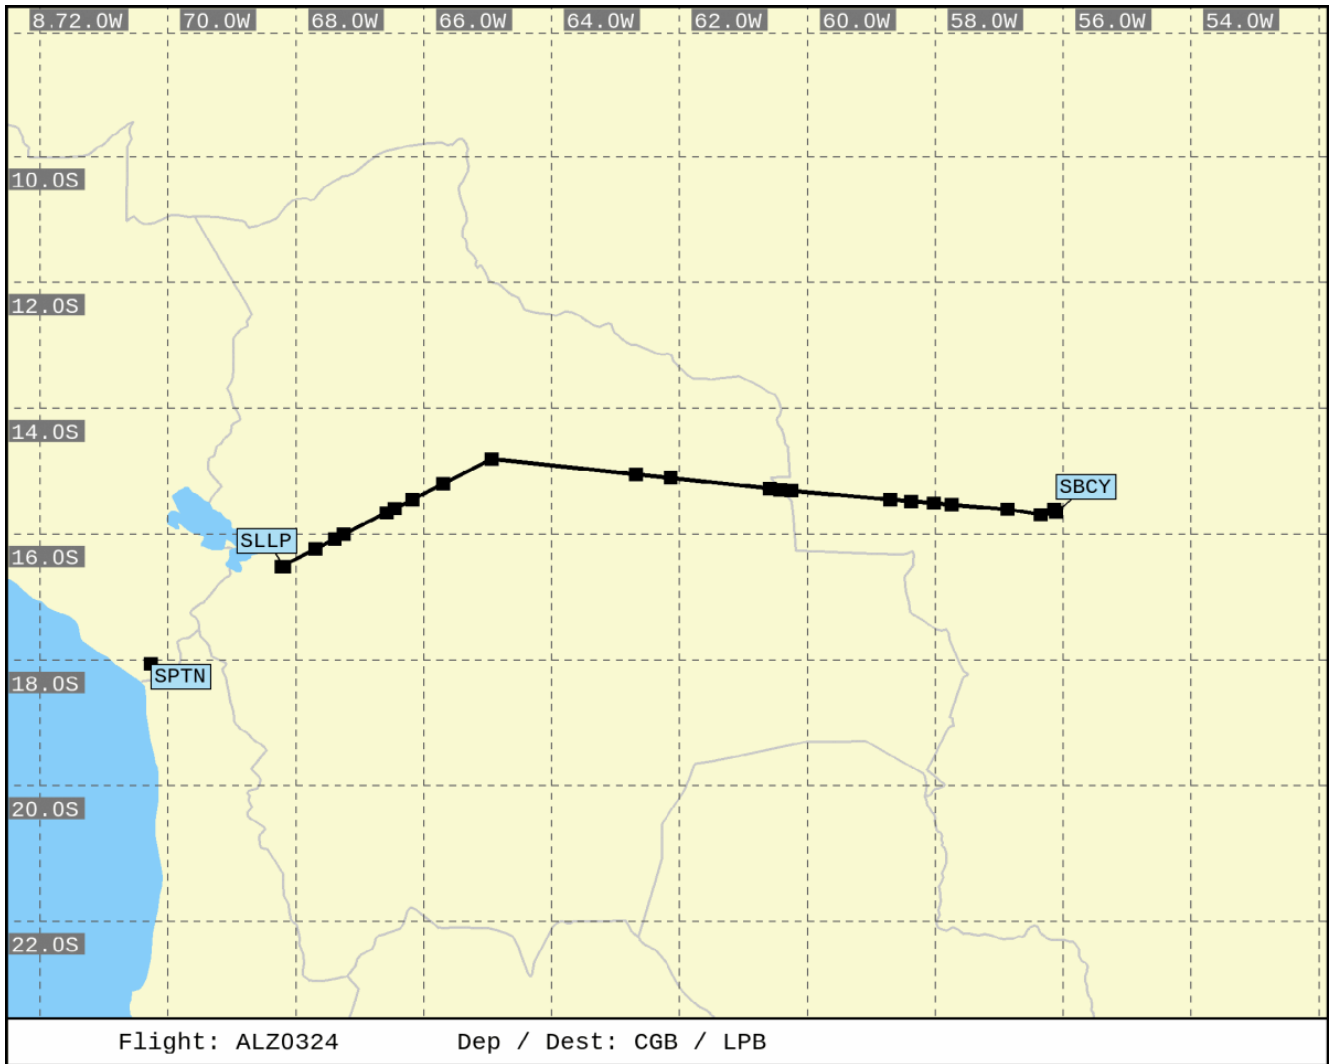 8.72.0W 70.0W 68.0W 66.0W 64.0W 62.0W 60.0W 58.0W 56.0W 54.0W
10.0S
12.0S
14.0S
SBCY
SLLP
16.0S
SPTN
18.0S
20.0S
22.0S
Flight: ALZ0324 Dep / Dest: CGB / LPB